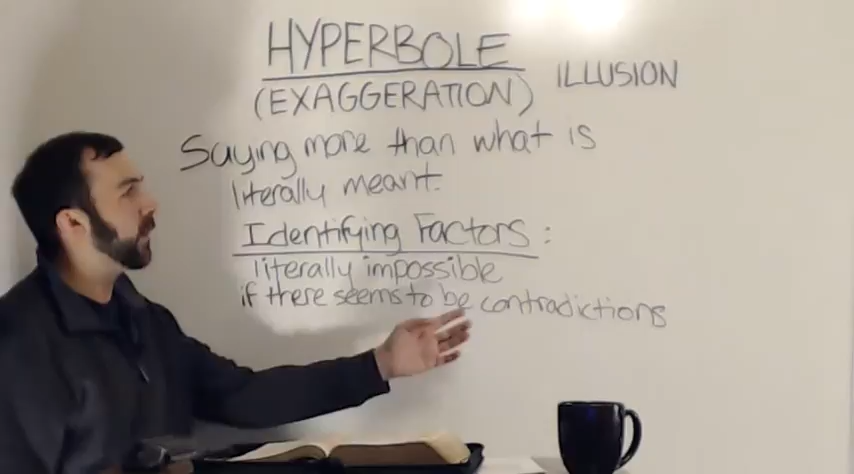 HYPERBOLE
(EXAGGERATION) ILLUSION
Saying more than what is
literally meant.
Identifying Factors:
literally impossible
if there seems to be contradictions